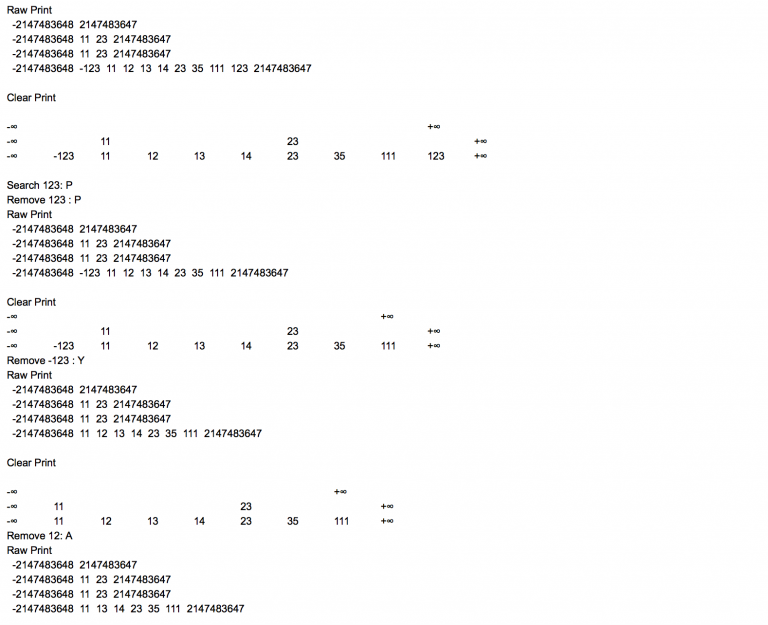 Raw Print
-2147483648 2147483647
-2147483648 11 23 2147483647
-2147483648 11 23 2147483647
-2147483648 -123 11 12 13 14 23 35 111 123 2147483647
Clear Print
-∞ +∞
-∞ 11 23 +∞
-∞ -123 11 12 13 14 23 35 111 123 +∞
Search 123: P
Remove 123 : P
Raw Print
-2147483648 2147483647
-2147483648 11 23 2147483647
-2147483648 11 23 2147483647
-2147483648 -123 11 12 13 14 23 35 111 2147483647
Clear Print
-∞ +∞
-∞ 11 23 +∞
-∞ -123 11 12 13 14 23 35 111 +∞
Remove -123 : Y
Raw Print
-2147483648 2147483647
-2147483648 11 23 2147483647
-2147483648 11 23 2147483647
-2147483648 11 12 13 14 23 35 111 2147483647
Clear Print
-∞ +∞
-∞ 11 23 +∞
-∞ 11 12 13 14 23 35 111 +∞
Remove 12: A
Raw Print
-2147483648 2147483647
-2147483648 11 23 2147483647
-2147483648 11 23 2147483647
-2147483648 11 13 14 23 35 111 2147483647